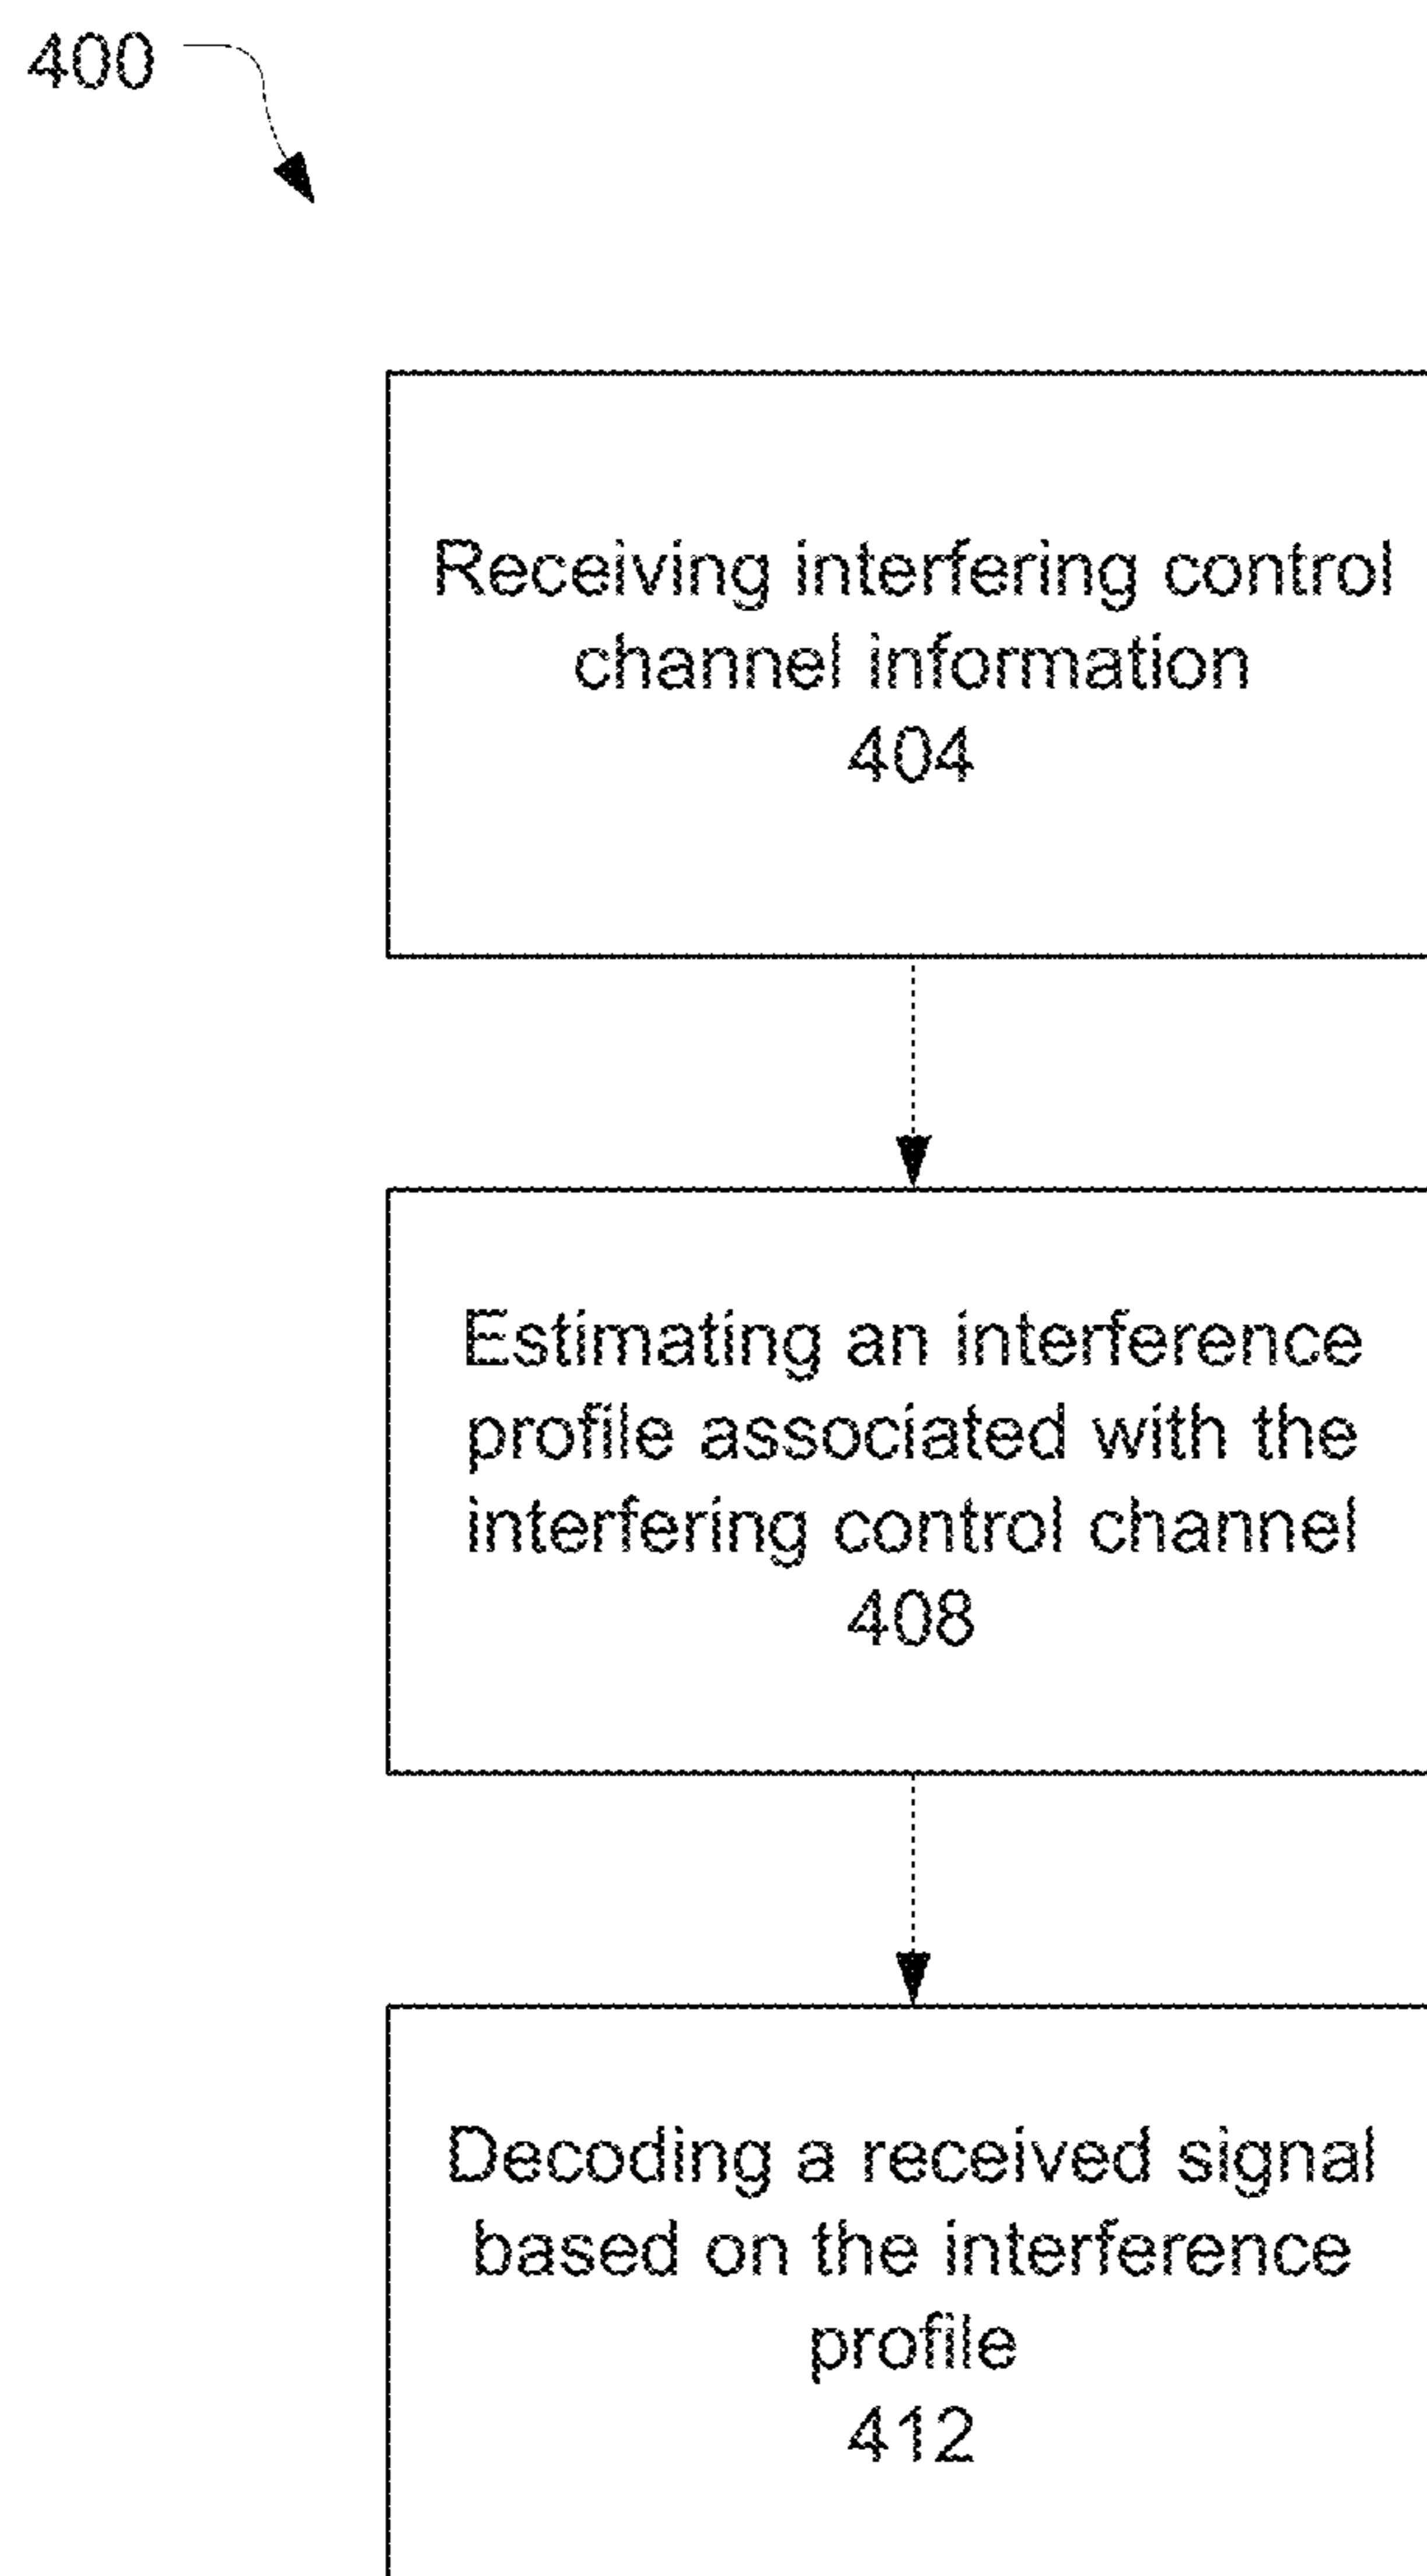 400
Receiving interfering control
channel information
404
Estimating an interference
profile associated with the
interfering control channel
408
Decoding a received signal
based on the interference
profile
412